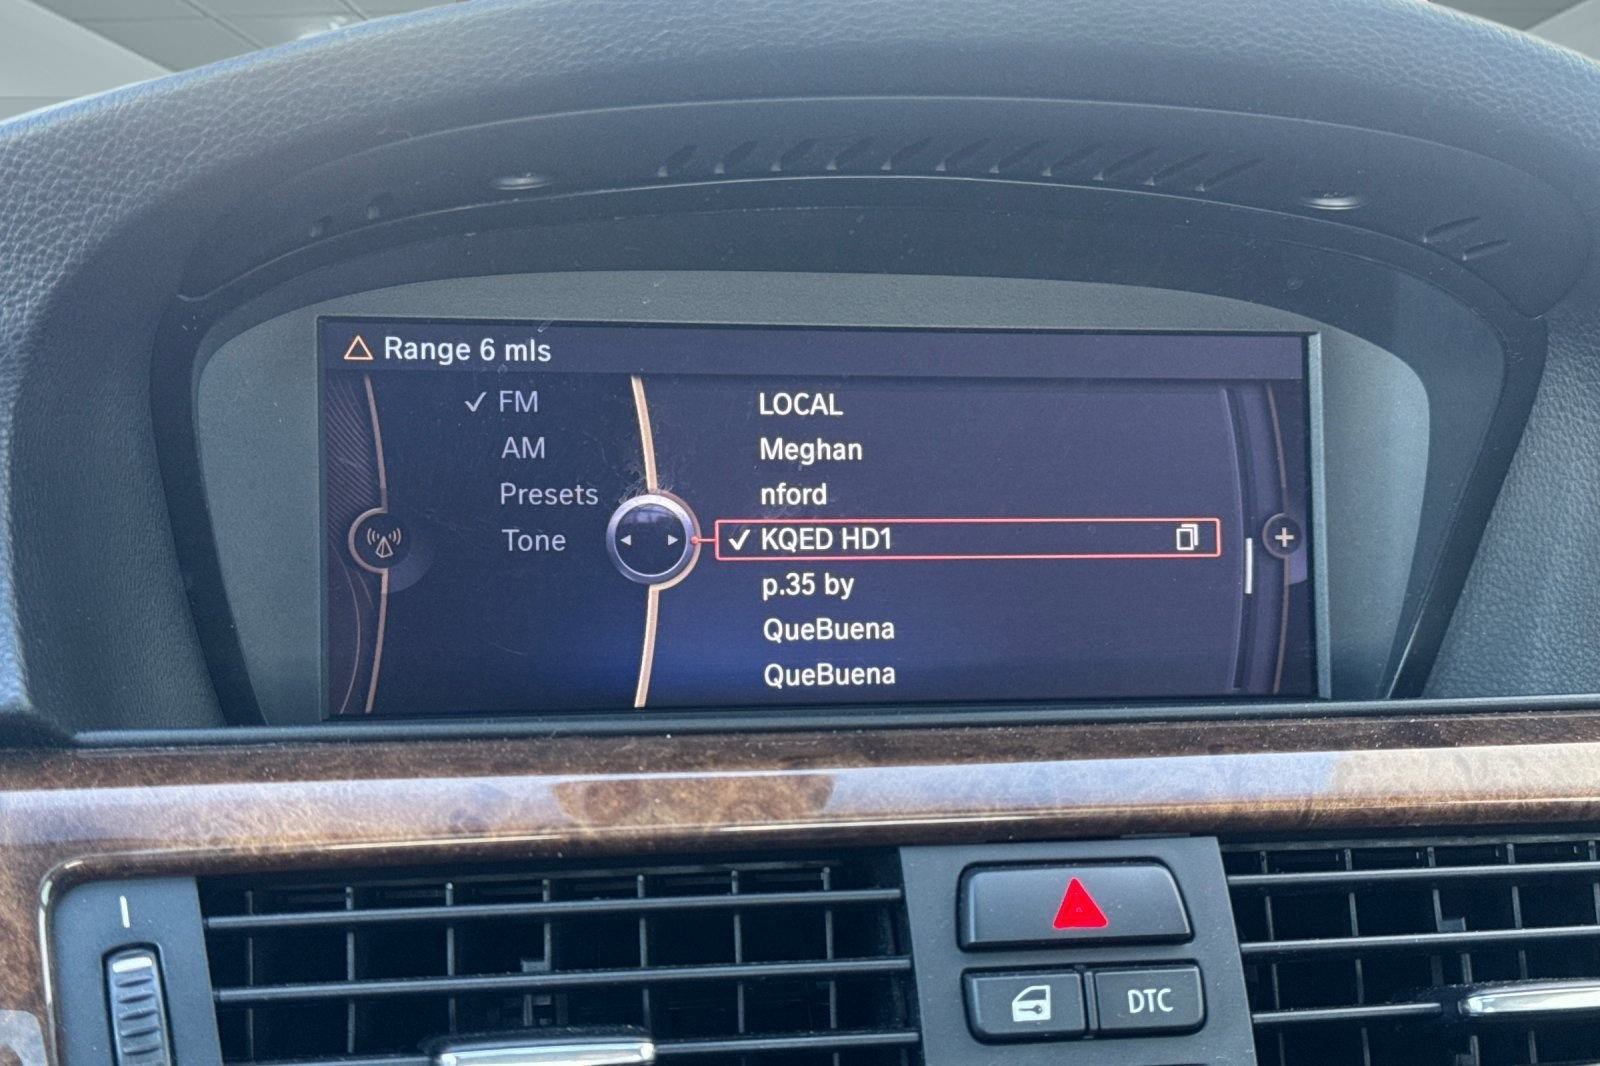 Range 6 mls
✓ FM
AM
Presets
Tone
LOCAL
Meghan
nford
✓ KQED HD1
p.35 by
QueBuena
QueBuena
DTC